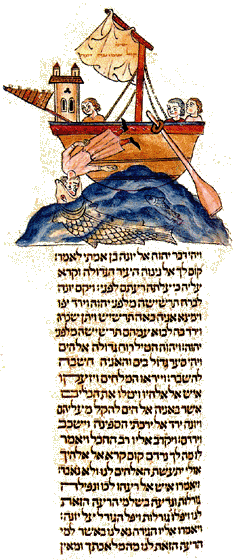 ויהי דבר יהוה אל יונה בן אמתי לאמר
קום לך אל נינוה העיר הגדולה וקרא
עליה כי עלתה רעתם לפני ויקם יונה
לברח תרשישה מלפני יהוה וירד יפו
וימצא אניה באה תרשיש ויתן שכרה
וירד בה לבוא עמהם תרשישה מלפני
יהוה ויהוה הטיל רוח גדולה אל הים
ויהי סער גדול בים והאניה חשבה
להשבר וייראו המלחים ויזעקו
איש אל אלהיו ויטלו את הכלים
אשר באניה אל הים להקל מעליהם
ויונה ירד אל ירכתי הספינה וישכב
וירדם ויקרב אליו רב החבל ויאמר
לו מה לך נרדם קום קרא אל אלהיך
אולי יתעשת האלהים לנו ולא נאבד
ויאמרו איש אל רעהו לכו ונפילה
גורלות ונדעה בשלמי הרעה הזאת
לנו ויפילו גורלות ויפל הגורל על יונה
ויאמרו אליו הגידה נא לנו באשר למי
הרעה הזאת לנו מה מלאכתך ומאין